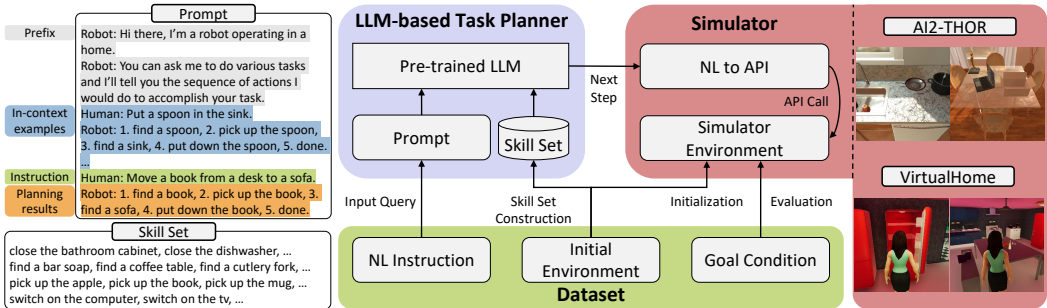 Prompt
Prefix
Robot: Hi there, I'm a robot operating in a
home.
Robot: You can ask me to do various tasks
and I'll tell you the sequence of actions I
would do to accomplish your task.
In-context
examples
Human: Put a spoon in the sink.
Robot: 1. find a spoon, 2. pick up the spoon,
3. find a sink, 4. put down the spoon, 5. done.
...
Instruction
Human: Move a book from a desk to a sofa.
Planning
results
Robot: 1. find a book, 2. pick up the book, 3.
find a sofa, 4. put down the book, 5. done.
Skill Set
close the bathroom cabinet, close the dishwasher, ...
find a bar soap, find a coffee table, find a cutlery fork, ...
pick up the apple, pick up the book, pick up the mug, ...
switch on the computer, switch on the tv, ...
LLM-based Task Planner
Pre-trained LLM
Prompt
Skill Set
Next
Step
Input Query
Skill Set
Construction
Simulator
NL to API
API Call
Simulator
Environment
Initialization
Evaluation
NL Instruction
Initial
Environment
Goal Condition
Dataset
AI2-THOR
VirtualHome